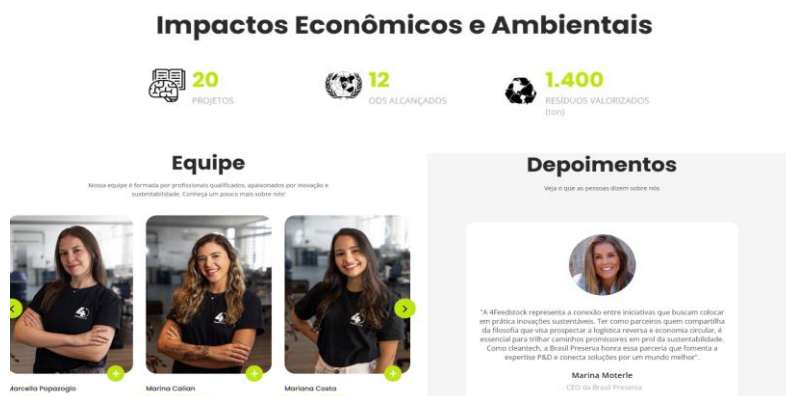 Impactos Econômicos e Ambientais
20
PROJETOS
12
ODS ALCANÇADOS
1.400
RESÍDUOS VALORIZADOS
(ton)
Equipe
Nossa equipe é formada por profissionais qualificados, apaixonados por inovação e
sustentabilidade. Conheça um pouco mais sobre nós!
4
4
4
+
+
+
Marcella Popazoglo
Marina Calian
Mariana Costa
Depoimentos
Veja o que as pessoas dizem sobre nós
"A 4Feedstock representa a conexão entre iniciativas que buscam colocar
em prática inovações sustentáveis. Ter como parceiros quem compartilha
da filosofia que visa prospectar a logística reversa e economia circular, é
essencial para trilhar caminhos promissores em prol da sustentabilidade.
Como cleantech, a Brasil Preserva honra essa parceria que fomenta a
expertise P&D e conecta soluções por um mundo melhor".
Marina Moterle
- CEO da Brasil Preserva